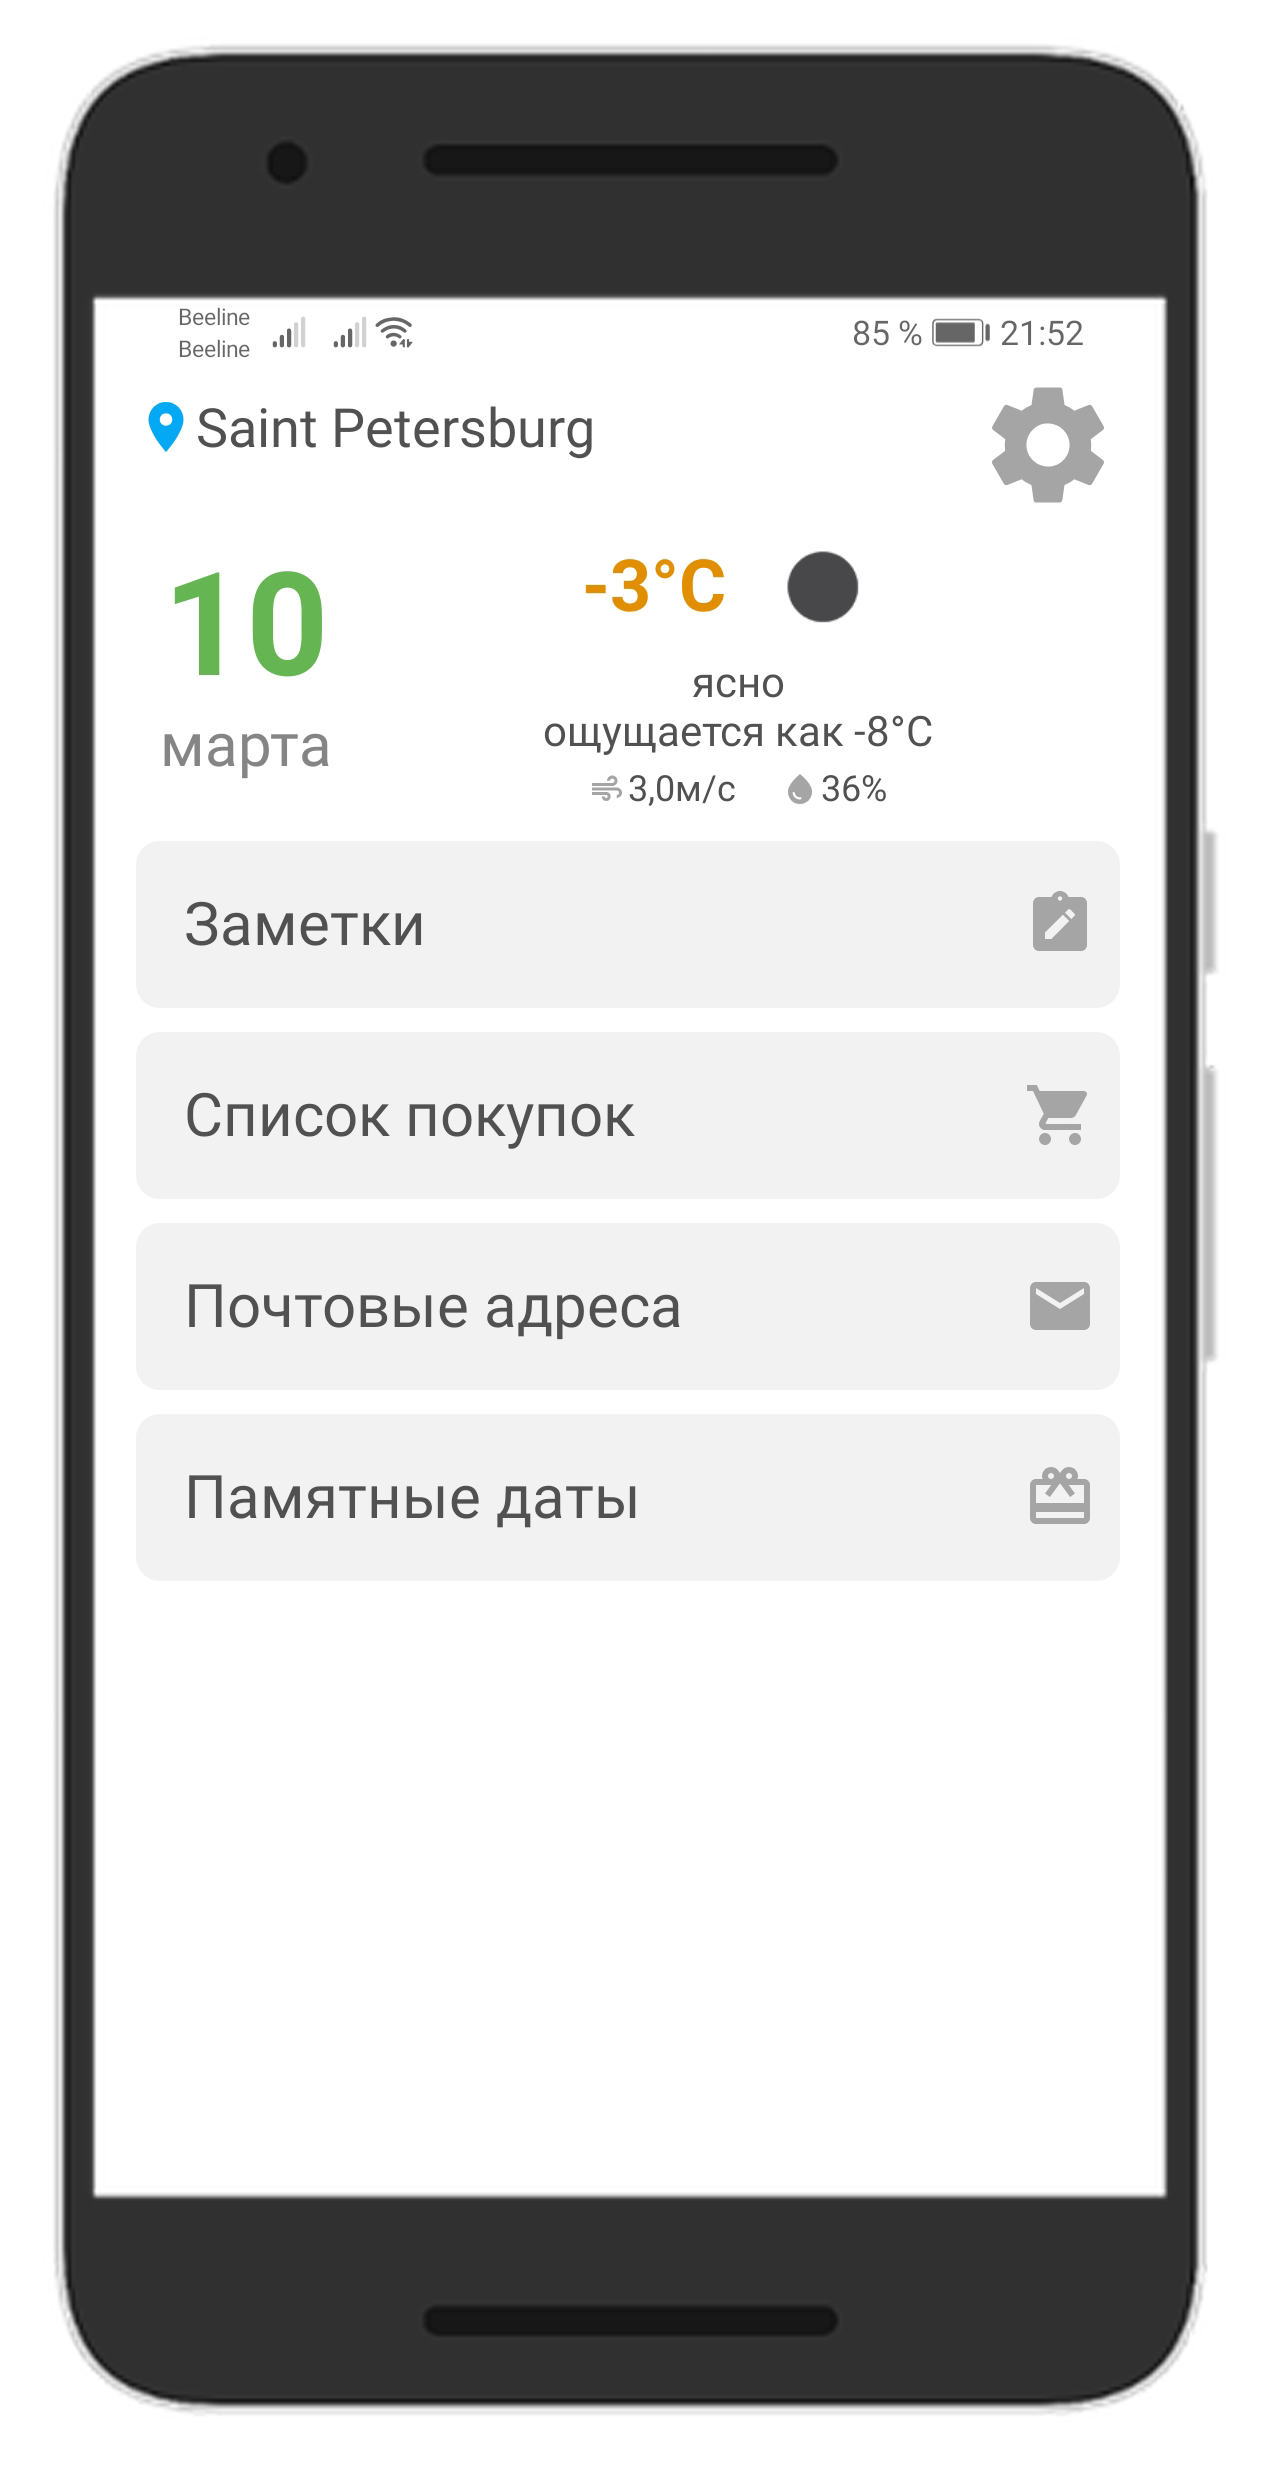 Beeline
Beeline
85 % 21:52
Saint Petersburg
10
марта
-3°C
ясно
ощущается как -8°C
3,0м/с 36%
Заметки
Список покупок
Почтовые адреса
Памятные даты